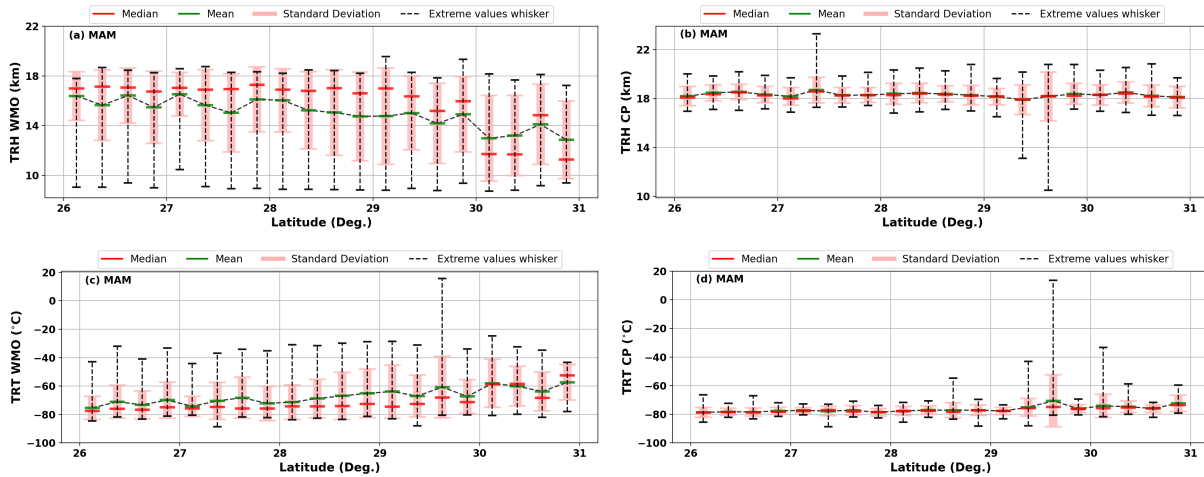 Median Mean Standard Deviation Extreme values whisker
(a) MAM
TRH WMO (km)
22
18
14
10
26 27 28 29 30 31
Latitude (Deg.)
Median Mean Standard Deviation Extreme values whisker
(b) MAM
TRH CP (km)
22
18
14
10
26 27 28 29 30 31
Latitude (Deg.)
Median Mean Standard Deviation Extreme values whisker
(c) MAM
TRT WMO (°C)
20
0
−20
−40
−60
−80
−100
26 27 28 29 30 31
Latitude (Deg.)
Median Mean Standard Deviation Extreme values whisker
(d) MAM
TRT CP (°C)
20
0
−20
−40
−60
−80
−100
26 27 28 29 30 31
Latitude (Deg.)